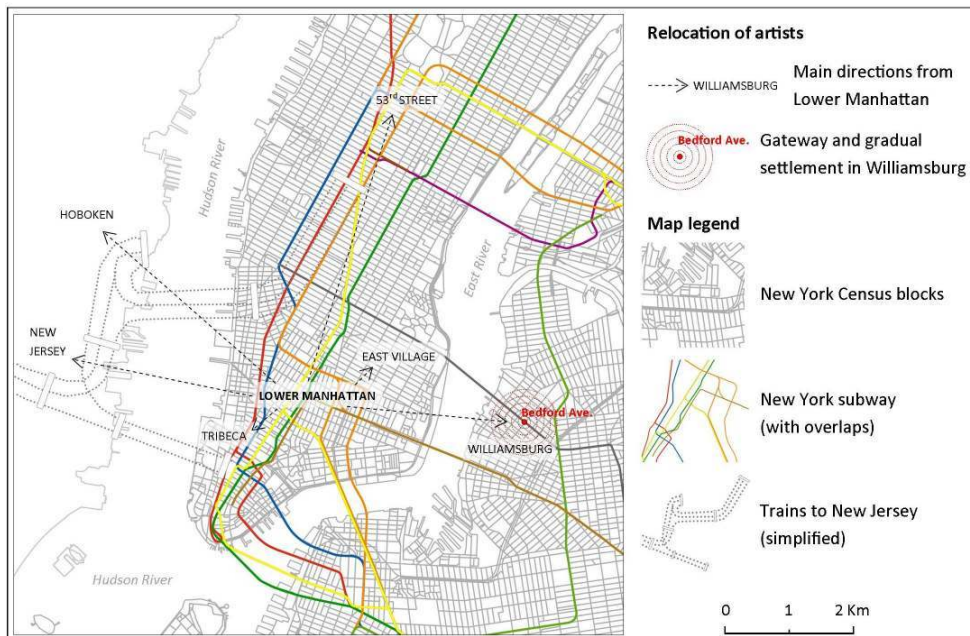 53rd STREET
Hudson River
HOBOKEN
East River
NEW
JERSEY
EAST VILLAGE
LOWER MANHATTAN
Bedford Ave.
TRIBECA
WILLIAMSBURG
Hudson River
Relocation of artists
WILLIAMSBURG
Main directions from
Lower Manhattan
Bedford Ave.
Gateway and gradual
settlement in Williamsburg
Map legend
New York Census blocks
New York subway
(with overlaps)
Trains to New Jersey
(simplified)
0 1 2 Km